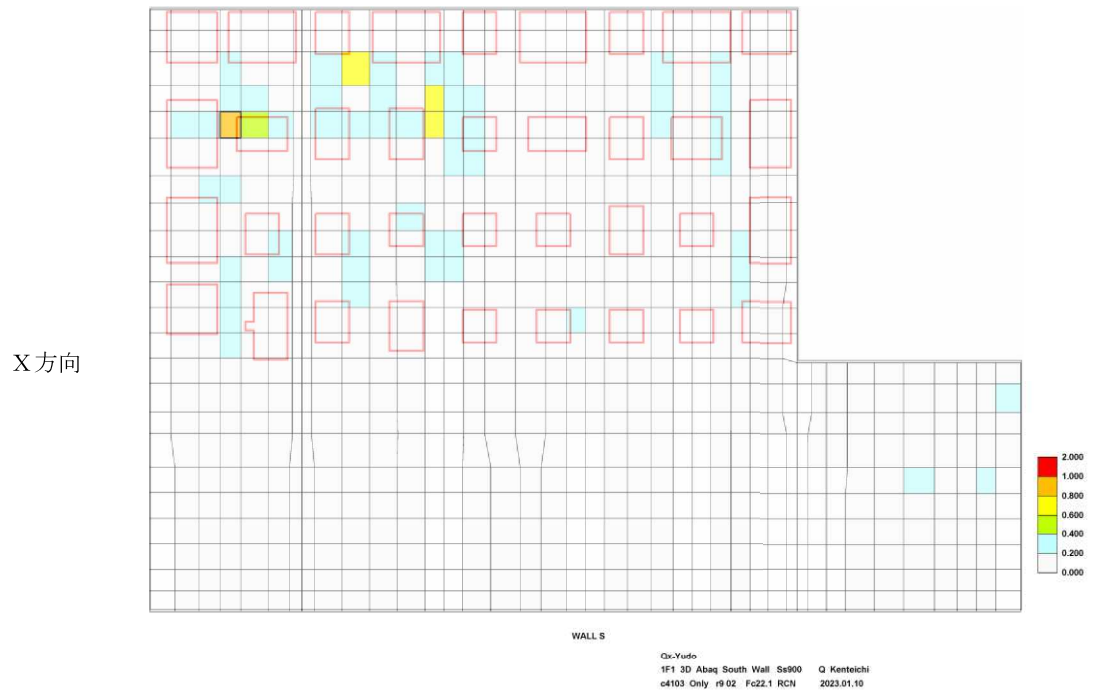 X方向
2.000
1.000
0.800
0.600
0.400
0.200
0.000
WALL S
Qx-Yudo
1F1 3D Abaq South Wall Ss900 Q Kenteichi
c4103 Only r9 02 Fc22.1 RCN 2023.01.10